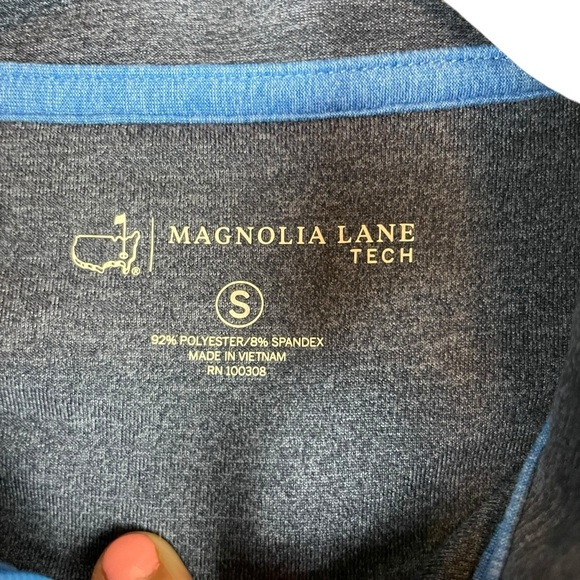 MAGNOLIA LANE
TECH
S
92% POLYESTER/8% SPANDEX
MADE IN VIETNAM
RN 100308